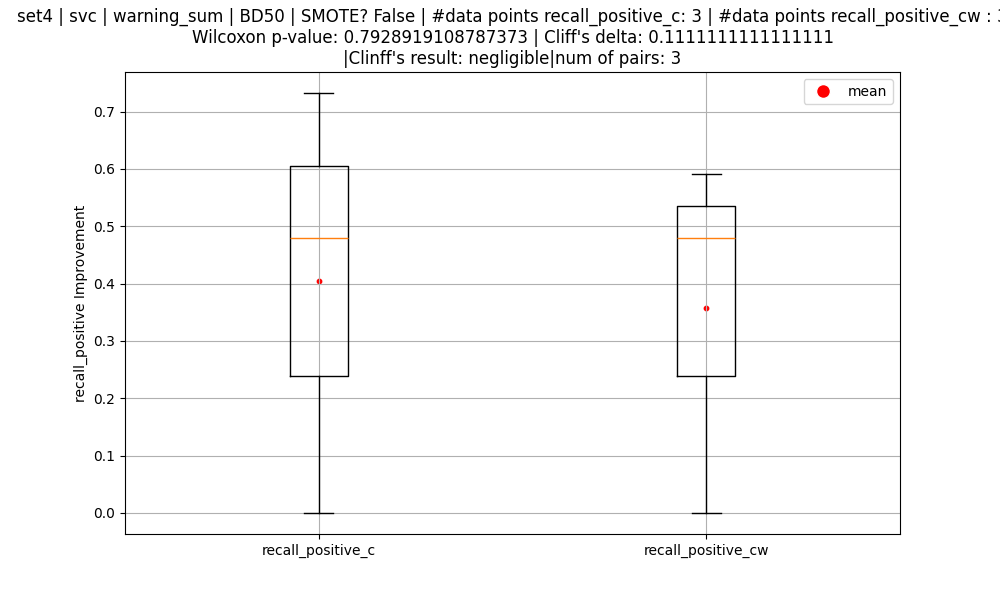 set4 | svc | warning_sum | BD50 | SMOTE? False | #data points recall_positive_c: 3 | #data points recall_positive_cw :
Wilcoxon p-value: 0.7928919108787373 | Cliff's delta: 0.1111111111111111
|Clinff's result: negligible|num of pairs: 3
mean
0.7
0.6
0.5
0.4
0.3
0.2
0.1
0.0
recall_positive Improvement
recall_positive_c
recall_positive_cw